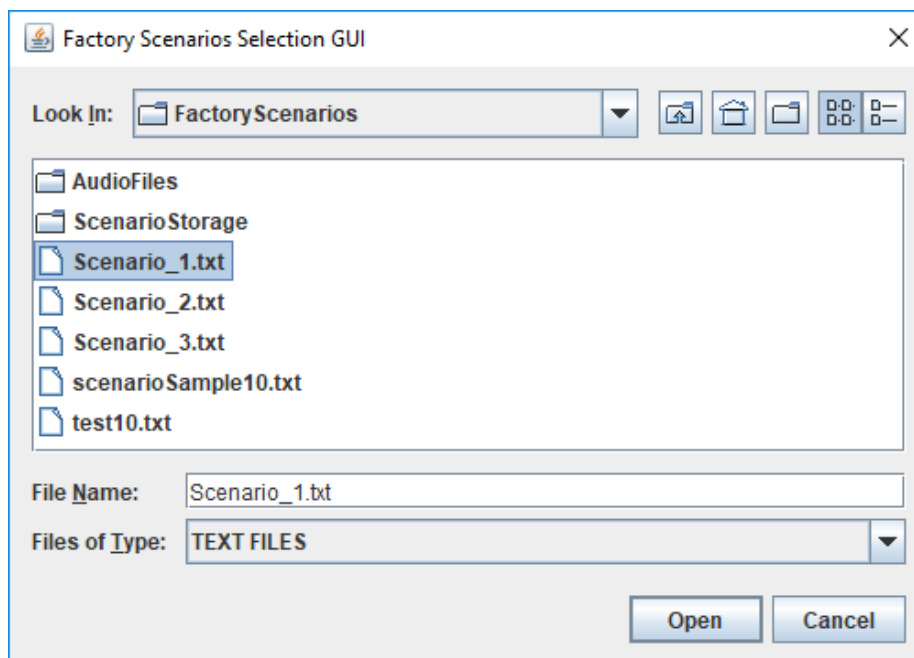 Factory Scenarios Selection GUI
Look In: FactoryScenarios
AudioFiles
ScenarioStorage
Scenario_1.txt
Scenario_2.txt
Scenario_3.txt
scenarioSample10.txt
test10.txt
File Name: Scenario_1.txt
Files of Type: TEXT FILES
Open Cancel